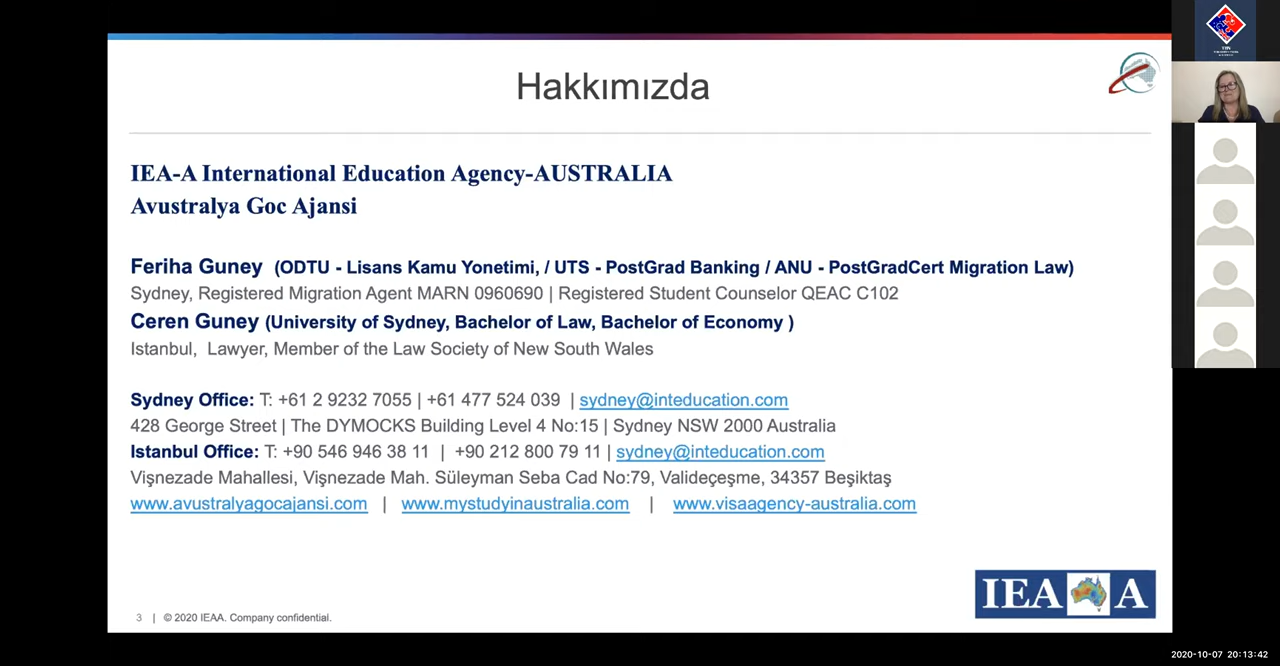 Hakkımızda
IEA-A International Education Agency-AUSTRALIA
Avustralya Goc Ajansi
Feriha Guney (ODTU - Lisans Kamu Yonetimi, / UTS - PostGrad Banking / ANU - PostGradCert Migration Law)
Sydney, Registered Migration Agent MARN 0960690 | Registered Student Counselor QEAC C102
Ceren Guney (University of Sydney, Bachelor of Law, Bachelor of Economy )
Istanbul, Lawyer, Member of the Law Society of New South Wales
Sydney Office: T: +61 2 9232 7055 | +61 477 524 039 | sydney@inteducation.com
428 George Street | The DYMOCKS Building Level 4 No:15 | Sydney NSW 2000 Australia
Istanbul Office: T: +90 546 946 38 11 | +90 212 800 79 11 | sydney@inteducation.com
Vişnezade Mahallesi, Vişnezade Mah. Süleyman Seba Cad No:79, Valideçeşme, 34357 Beşiktaş
www.avustralyagocajansi.com | www.mystudyinaustralia.com | www.visaagency-australia.com
IEA A
3 | © 2020 IEAA. Company confidential.
2020-10-07 20:13:42